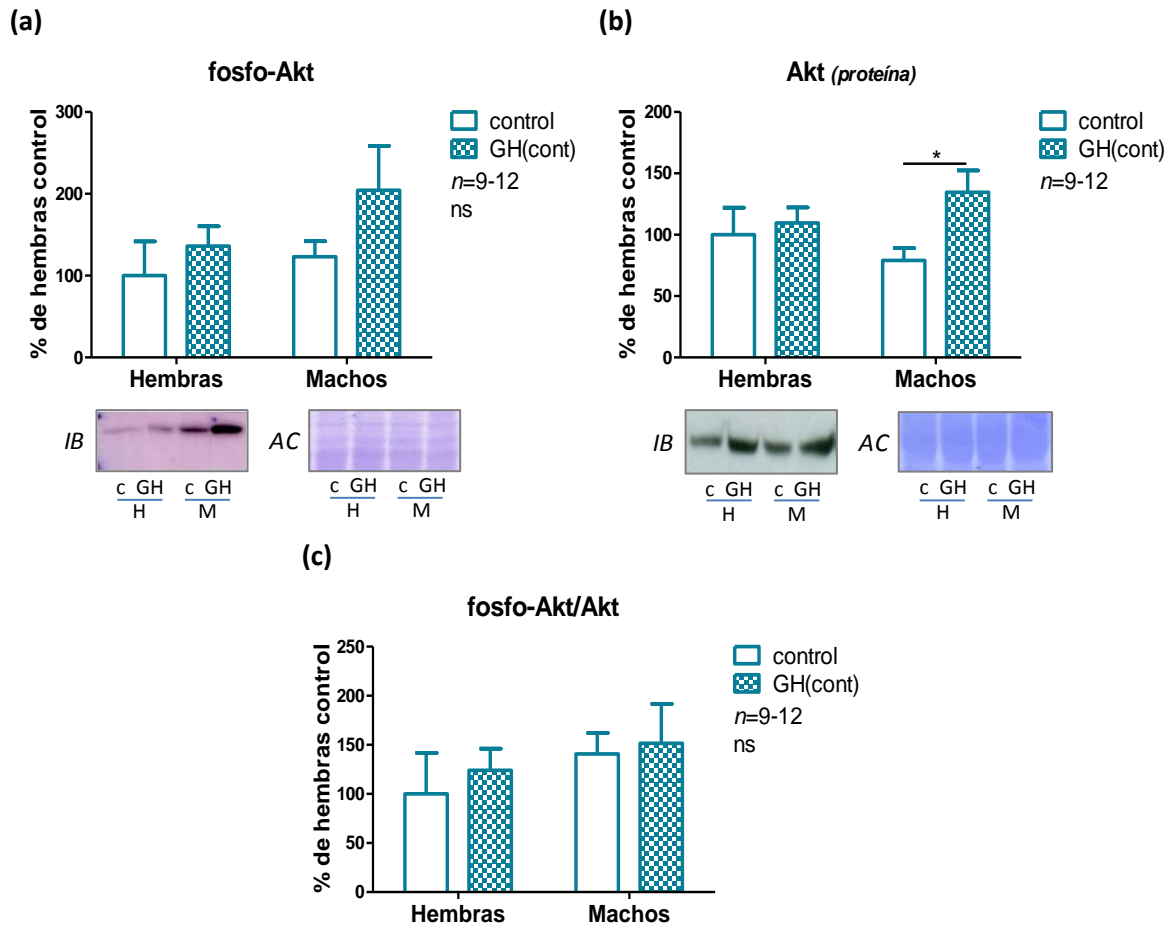 (a)
fosfo-Akt
% de hembras control
300
200
100
0
Hembras
Machos
control
GH(cont)
n=9-12
ns
IB
AC
c GH c GH
H M
c GH c GH
H M
(b)
Akt (proteína)
% de hembras control
200
150
100
50
0
*
Hembras
Machos
control
GH(cont)
n=9-12
IB
AC
c GH c GH
H M
c GH c GH
H M
(c)
fosfo-Akt/Akt
% de hembras control
250
200
150
100
50
0
Hembras
Machos
control
GH(cont)
n=9-12
ns